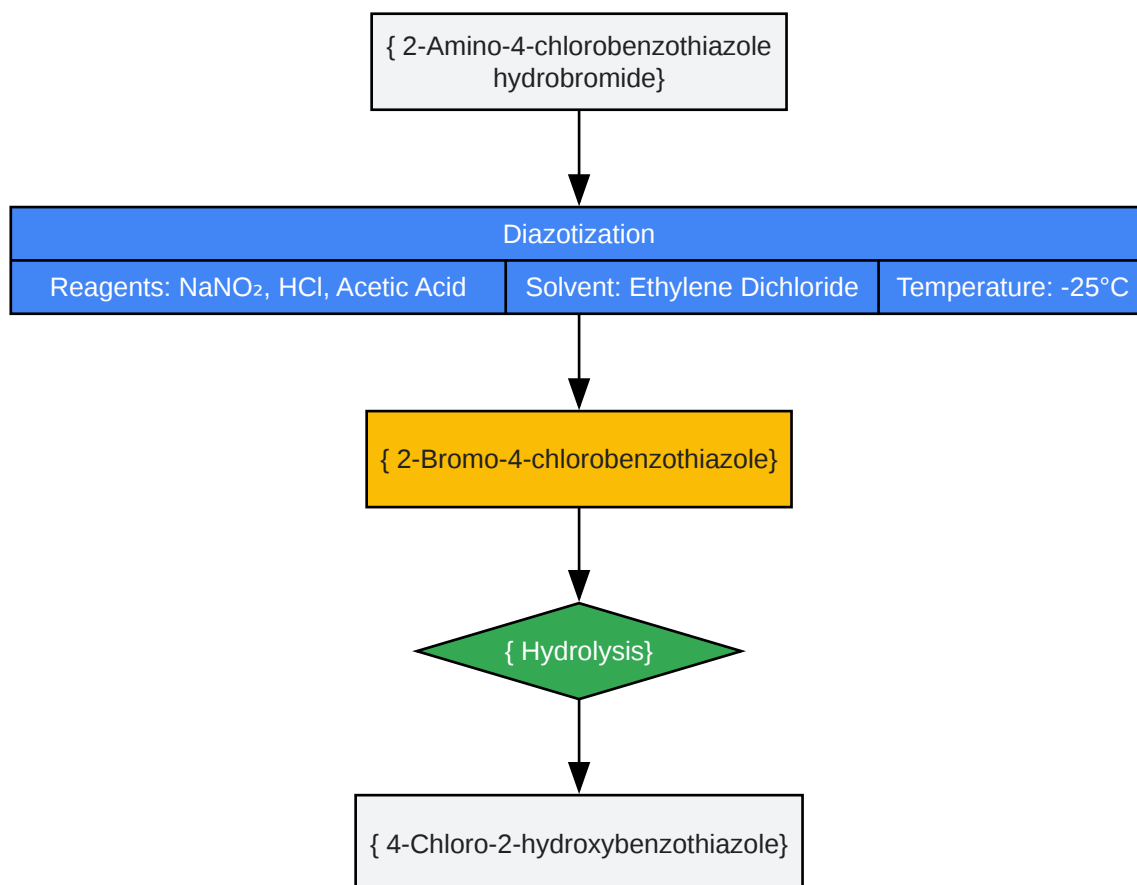 { 2-Amino-4-chlorobenzothiazole
hydrobromide}
Diazotization
Reagents: NaNO₂, HCl, Acetic Acid
Solvent: Ethylene Dichloride
Temperature: -25°C
{ 2-Bromo-4-chlorobenzothiazole}
{ Hydrolysis}
{ 4-Chloro-2-hydroxybenzothiazole}